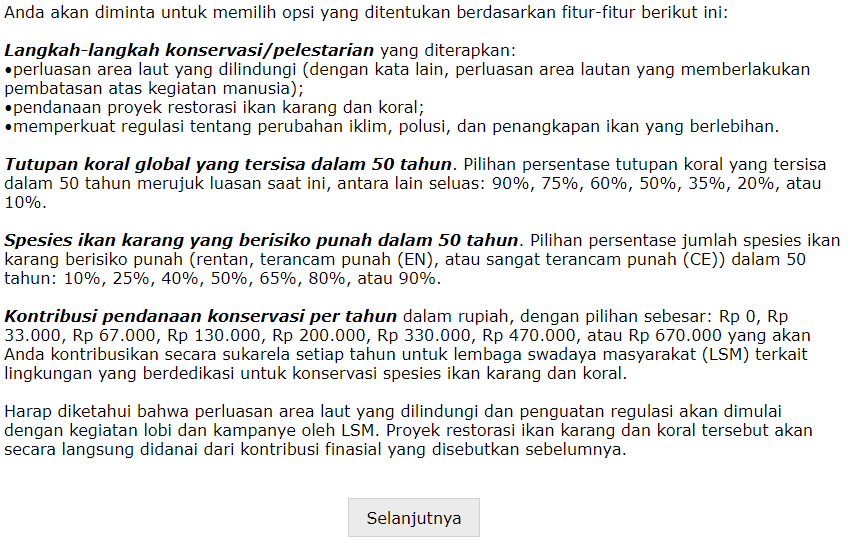 Anda akan diminta untuk memilih opsi yang ditentukan berdasarkan fitur-fitur berikut ini:
Langkah-langkah konservasi/pelestarian yang diterapkan:
•perluasan area laut yang dilindungi (dengan kata lain, perluasan area lautan yang memberlakukan
pembatasan atas kegiatan manusia);
•pendanaan proyek restorasi ikan karang dan koral;
•memperkuat regulasi tentang perubahan iklim, polusi, dan penangkapan ikan yang berlebihan.
Tutupan koral global yang tersisa dalam 50 tahun. Pilihan persentase tutupan koral yang tersisa
dalam 50 tahun merujuk luasan saat ini, antara lain seluas: 90%, 75%, 60%, 50%, 35%, 20%, atau
10%.
Spesies ikan karang yang berisiko punah dalam 50 tahun. Pilihan persentase jumlah spesies ikan
karang berisiko punah (rentan, terancam punah (EN), atau sangat terancam punah (CE)) dalam 50
tahun: 10%, 25%, 40%, 50%, 65%, 80%, atau 90%.
Kontribusi pendanaan konservasi per tahun dalam rupiah, dengan pilihan sebesar: Rp 0, Rp
33.000, Rp 67.000, Rp 130.000, Rp 200.000, Rp 330.000, Rp 470.000, atau Rp 670.000 yang akan
Anda kontribusikan secara sukarela setiap tahun untuk lembaga swadaya masyarakat (LSM) terkait
lingkungan yang berdedikasi untuk konservasi spesies ikan karang dan koral.
Harap diketahui bahwa perluasan area laut yang dilindungi dan penguatan regulasi akan dimulai
dengan kegiatan lobi dan kampanye oleh LSM. Proyek restorasi ikan karang dan koral tersebut akan
secara langsung didanai dari kontribusi finasial yang disebutkan sebelumnya.
Selanjutnya